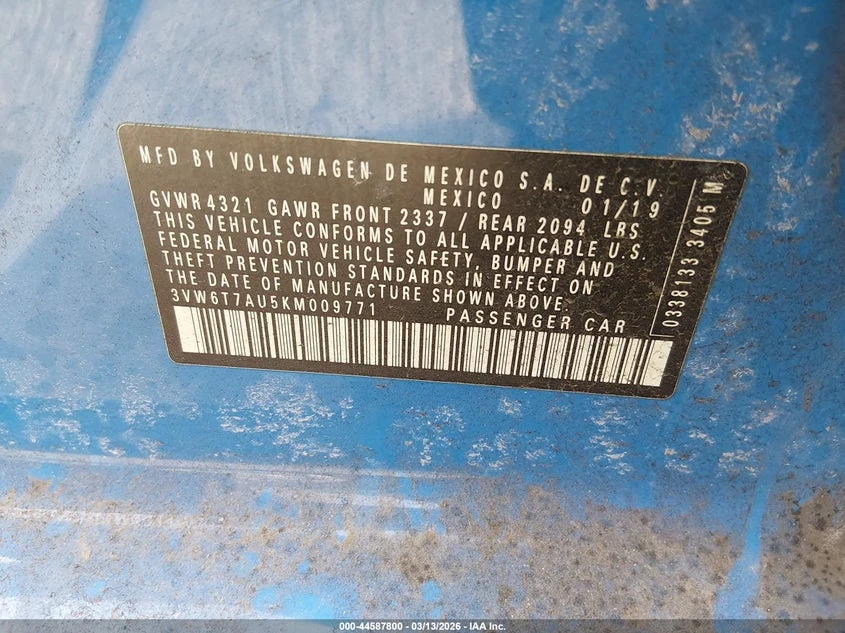 MFD BY VOLKSWAGEN DE MEXICO S.A. DE C.V.
MEXICO 01/19
GVWR 4321 GAWR FRONT 2337 / REAR 2094 LBS
THIS VEHICLE CONFORMS TO ALL APPLICABLE U.S.
FEDERAL MOTOR VEHICLE SAFETY, BUMPER AND
THEFT PREVENTION STANDARDS IN EFFECT ON
THE DATE OF MANUFACTURE SHOWN ABOVE.
3VW6T7AU5KM009771 PASSENGER CAR
0338133 3405 M
000-44587800 — 03/13/2026 — IAA Inc.